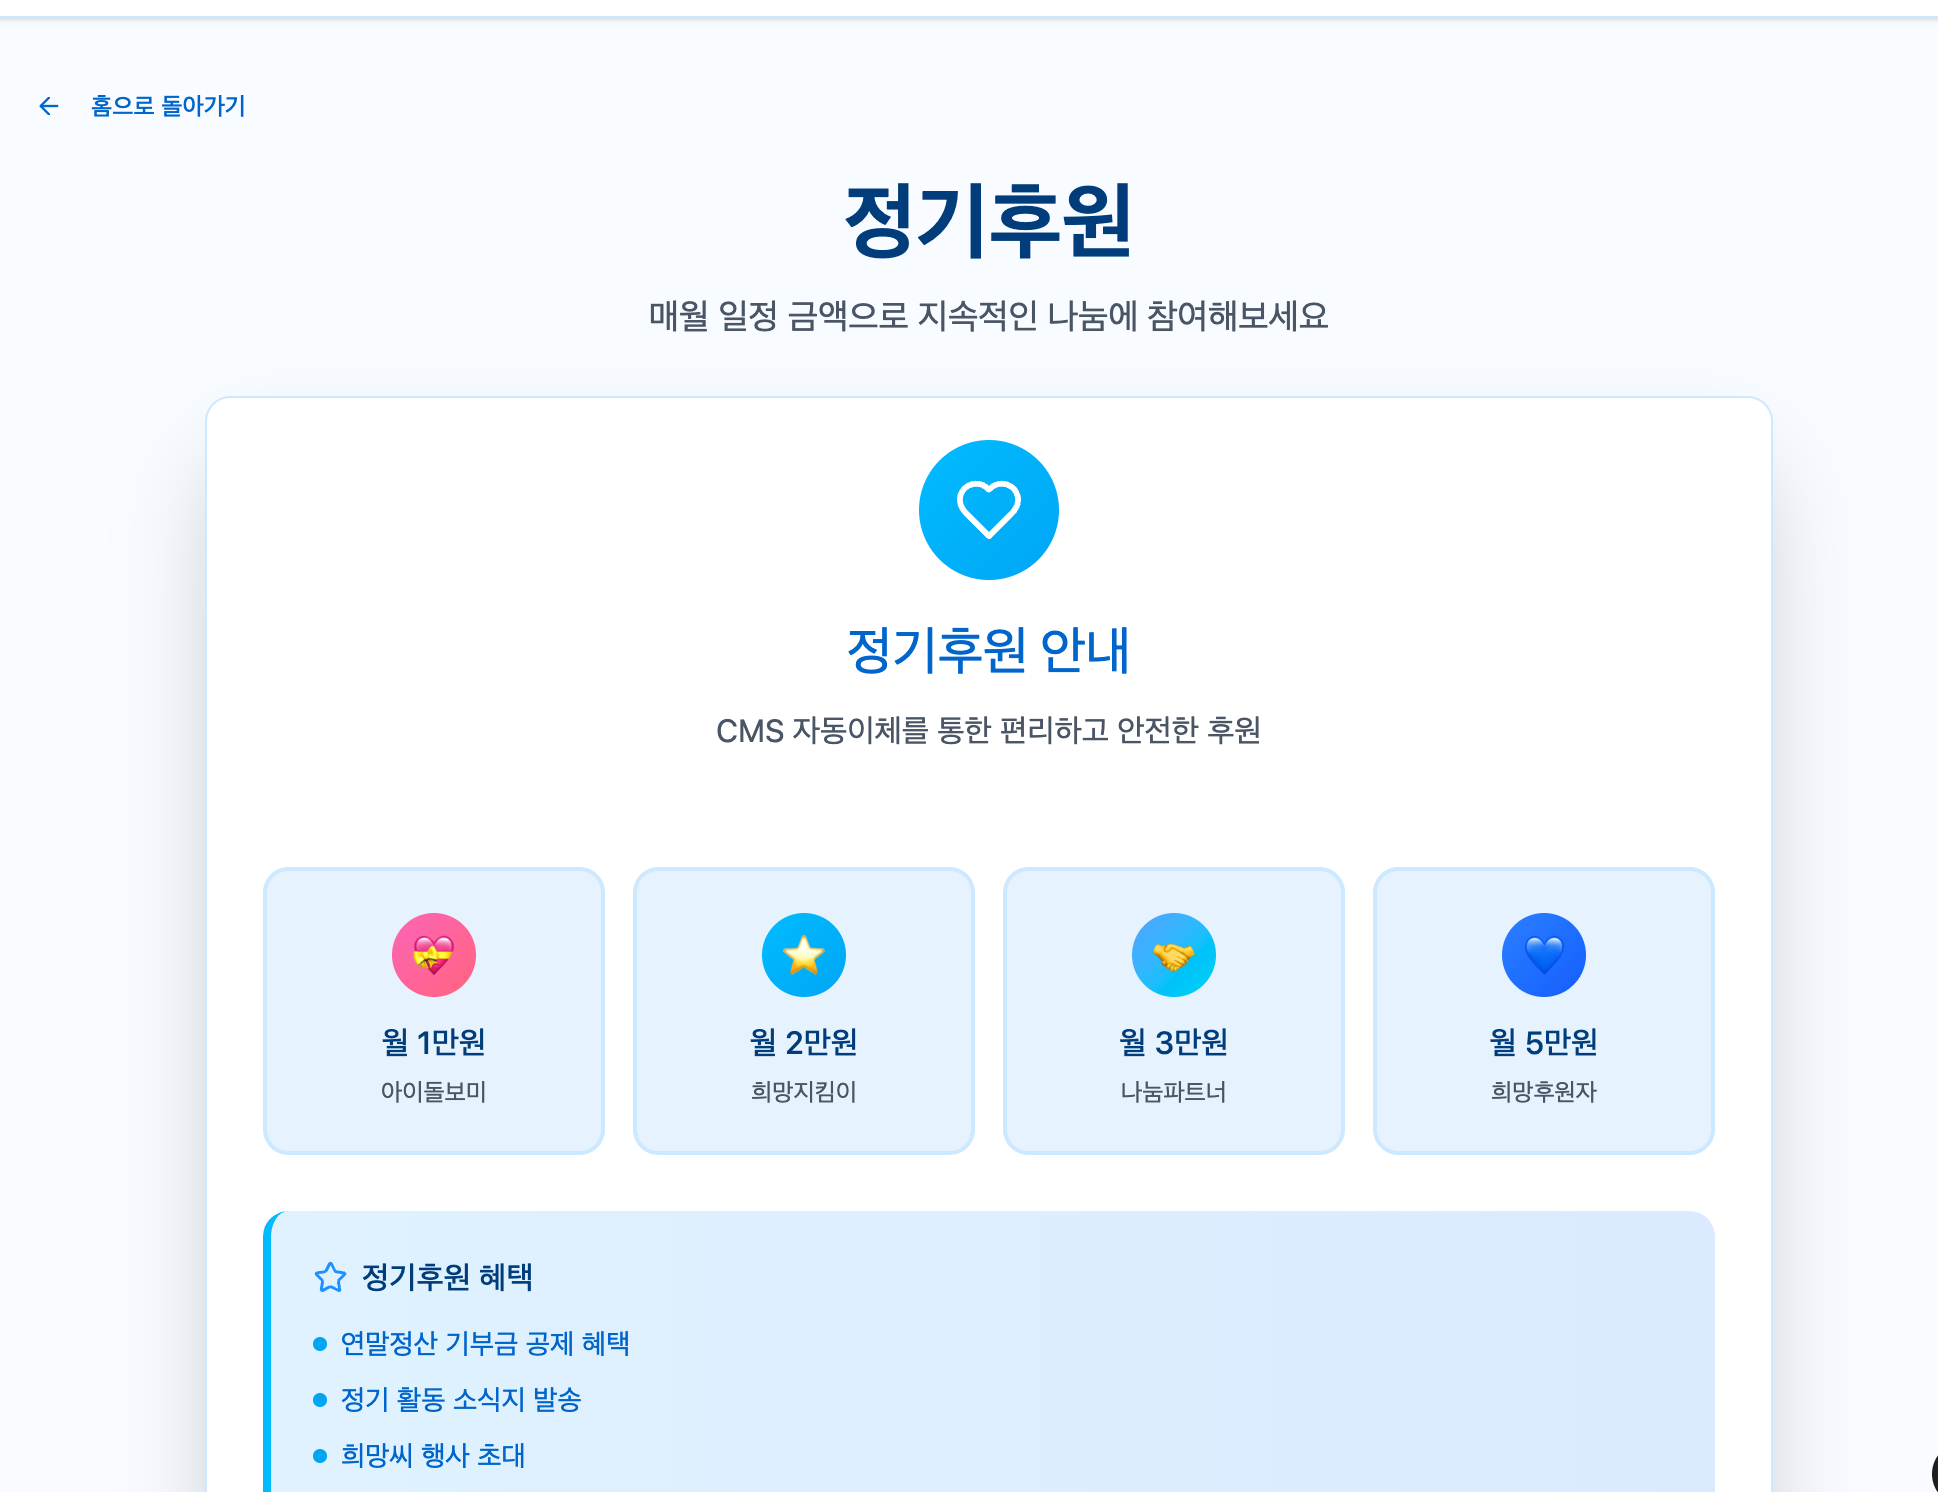 홈으로 돌아가기
정기후원
매월 일정 금액으로 지속적인 나눔에 참여해보세요
정기후원 안내
CMS 자동이체를 통한 편리하고 안전한 후원
월 1만원
아이돌보미
월 2만원
희망지킴이
월 3만원
나눔파트너
월 5만원
희망후원자
정기후원 혜택
연말정산 기부금 공제 혜택
정기 활동 소식지 발송
희망씨 행사 초대